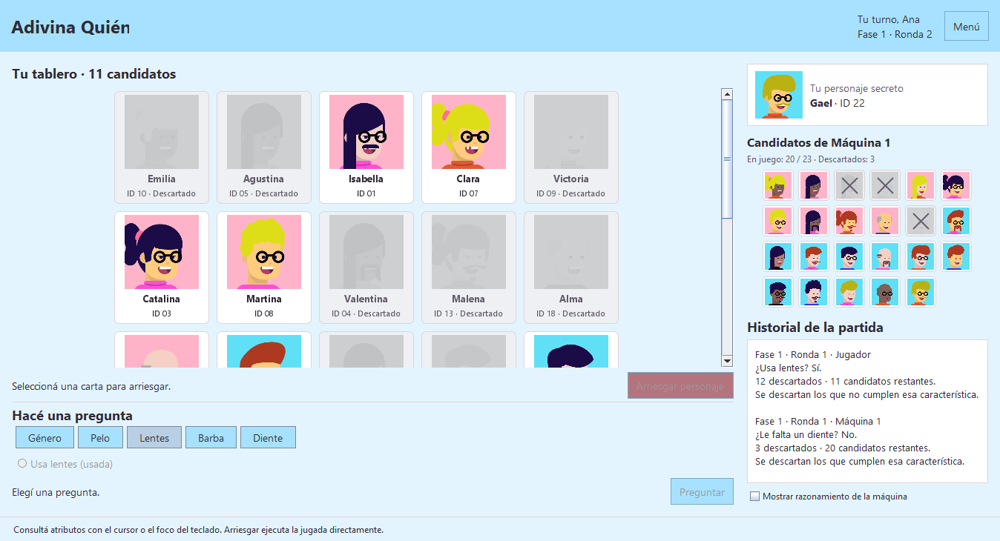 Adivina Quién
Tu turno, Ana
Fase 1 · Ronda 2
Menú
Tu tablero · 11 candidatos
Emilia
ID 10 · Descartado
Agustina
ID 05 · Descartado
Isabella
ID 01
Clara
ID 07
Victoria
ID 09 · Descartado
Catalina
ID 03
Martina
ID 08
Valentina
ID 04 · Descartado
Malena
ID 13 · Descartado
Alma
ID 18 · Descartado
Seleccioná una carta para arriesgar.
Arriesgar personaje
Hacé una pregunta
Género
Pelo
Lentes
Barba
Diente
Usa lentes (usada)
Elegí una pregunta.
Preguntar
Tu personaje secreto
Gael · ID 22
Candidatos de Máquina 1
En juego: 20 / 23 · Descartados: 3
Historial de la partida
Fase 1 · Ronda 1 · Jugador
¿Usa lentes? Sí.
12 descartados · 11 candidatos restantes.
Se descartan los que no cumplen esa característica.
Fase 1 · Ronda 1 · Máquina 1
¿Le falta un diente? No.
3 descartados · 20 candidatos restantes.
Se descartan los que cumplen esa característica.
Mostrar razonamiento de la máquina
Consultá atributos con el cursor o el foco del teclado. Arriesgar ejecuta la jugada directamente.